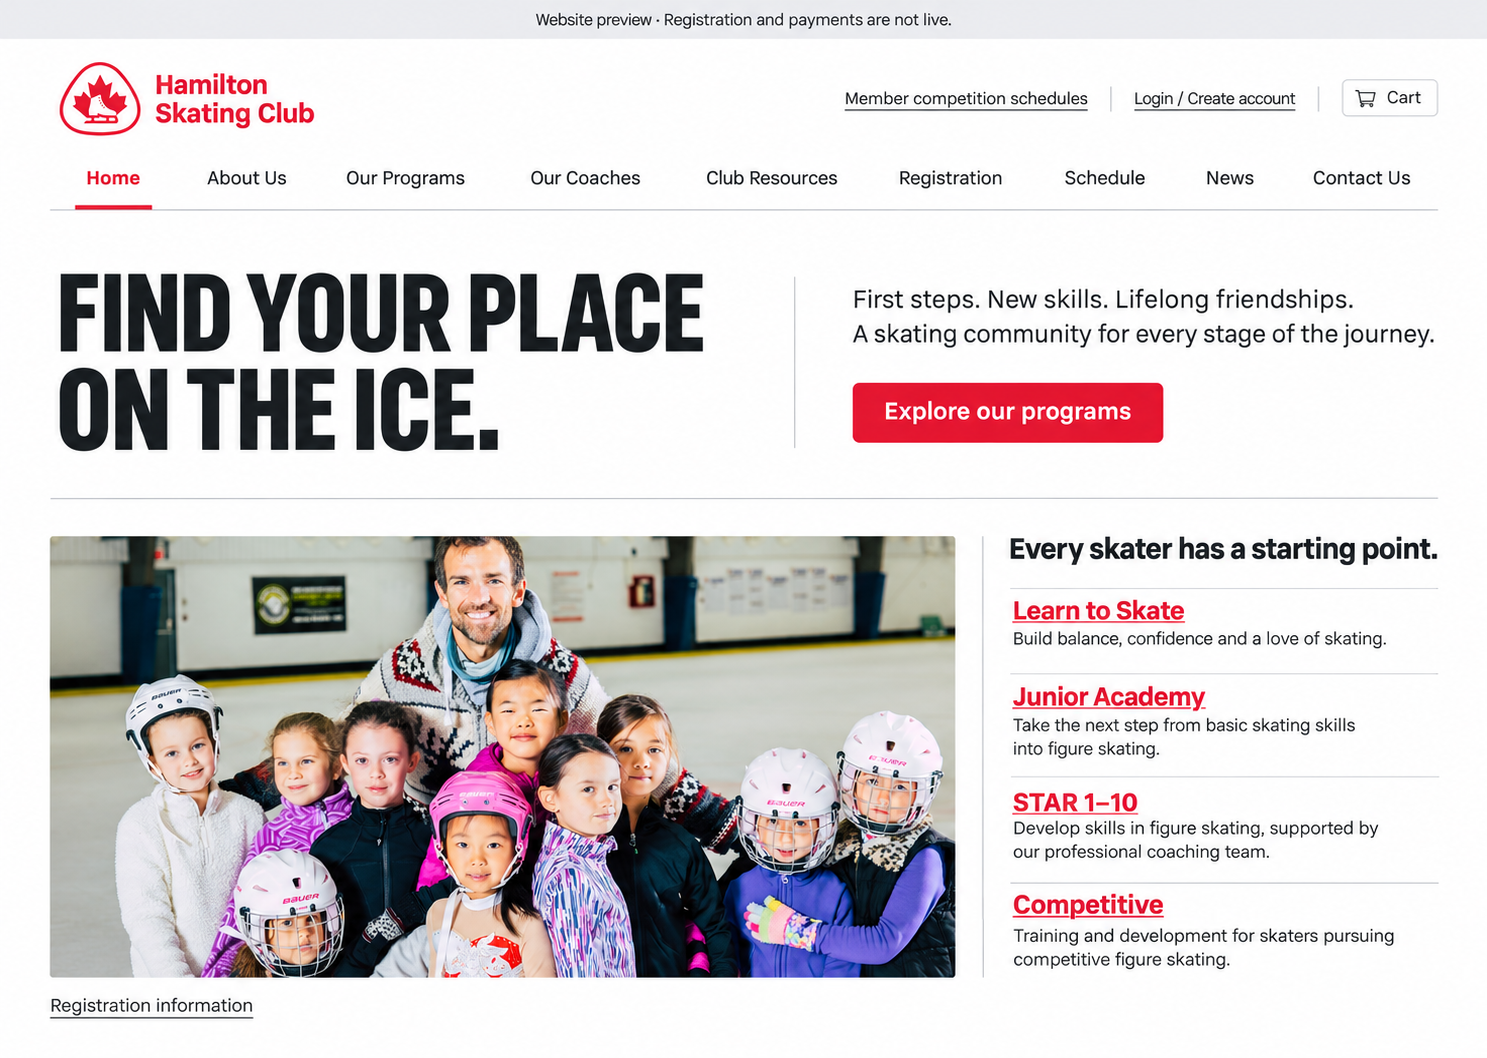 Website preview · Registration and payments are not live.
Hamilton
Skating Club
Member competition schedules
Login / Create account
Cart
Home
About Us
Our Programs
Our Coaches
Club Resources
Registration
Schedule
News
Contact Us
FIND YOUR PLACE
ON THE ICE.
First steps. New skills. Lifelong friendships.
A skating community for every stage of the journey.
Explore our programs
Every skater has a starting point.
Learn to Skate
Build balance, confidence and a love of skating.
Junior Academy
Take the next step from basic skating skills
into figure skating.
STAR 1–10
Develop skills in figure skating, supported by
our professional coaching team.
Competitive
Training and development for skaters pursuing
competitive figure skating.
BAUER
BAUER
BAUER
BAUER
BAUER
Registration information